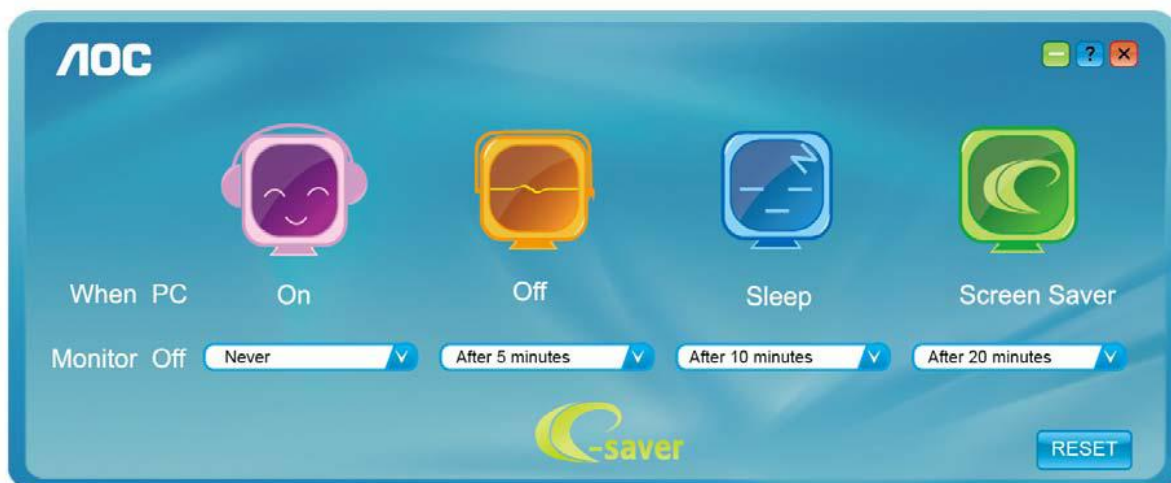 AOC
?
When PC On Off Sleep Screen Saver
Monitor Off Never After 5 minutes After 10 minutes After 20 minutes
e-saver
RESET